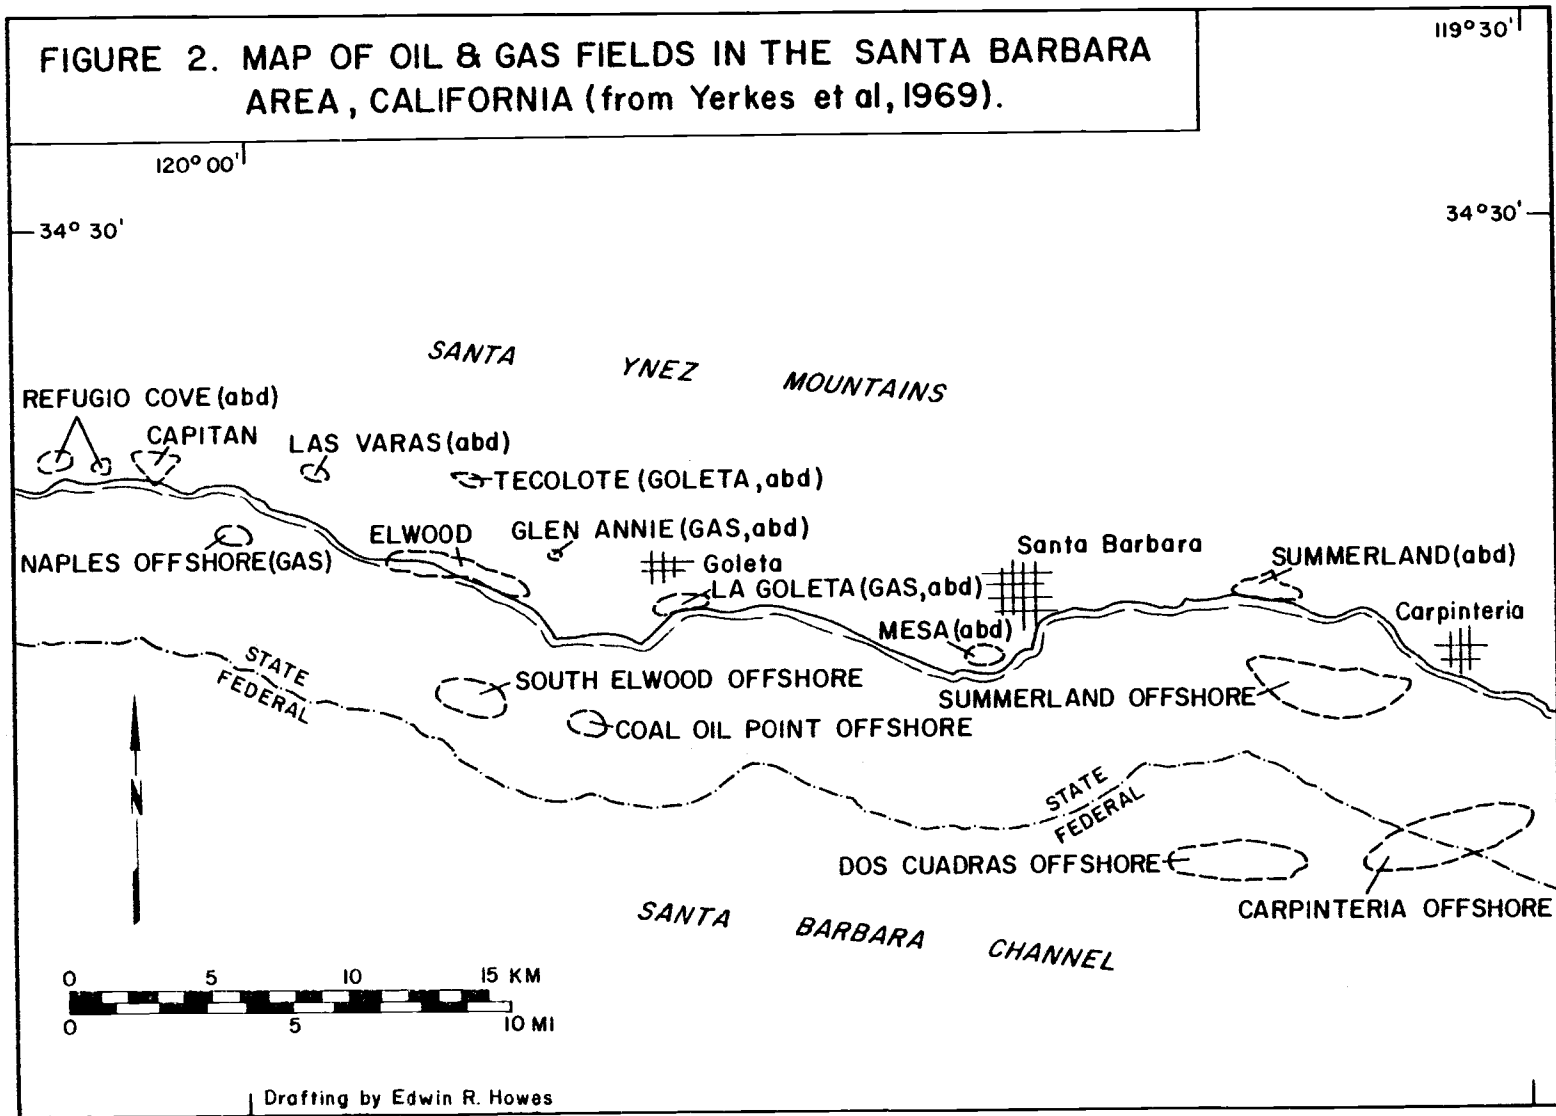 FIGURE 2. MAP OF OIL & GAS FIELDS IN THE SANTA BARBARA
AREA, CALIFORNIA (from Yerkes et al, 1969).
119°30'
120°00'
34°30'
34°30'
SANTA YNEZ MOUNTAINS
REFUGIO COVE (abd)
CAPITAN
LAS VARAS (abd)
TECOLOTE (GOLETA, abd)
NAPLES OFFSHORE (GAS)
ELWOOD
GLEN ANNIE (GAS, abd)
Goleta
LA GOLETA (GAS, abd)
Santa Barbara
SUMMERLAND (abd)
MESA (abd)
Carpinteria
STATE
FEDERAL
SOUTH ELWOOD OFFSHORE
SUMMERLAND OFFSHORE
COAL OIL POINT OFFSHORE
N
STATE
FEDERAL
DOS CUADRAS OFFSHORE
CARPINTERIA OFFSHORE
SANTA BARBARA CHANNEL
0 5 10 15 KM
0 5 10 MI
Drafting by Edwin R. Howes